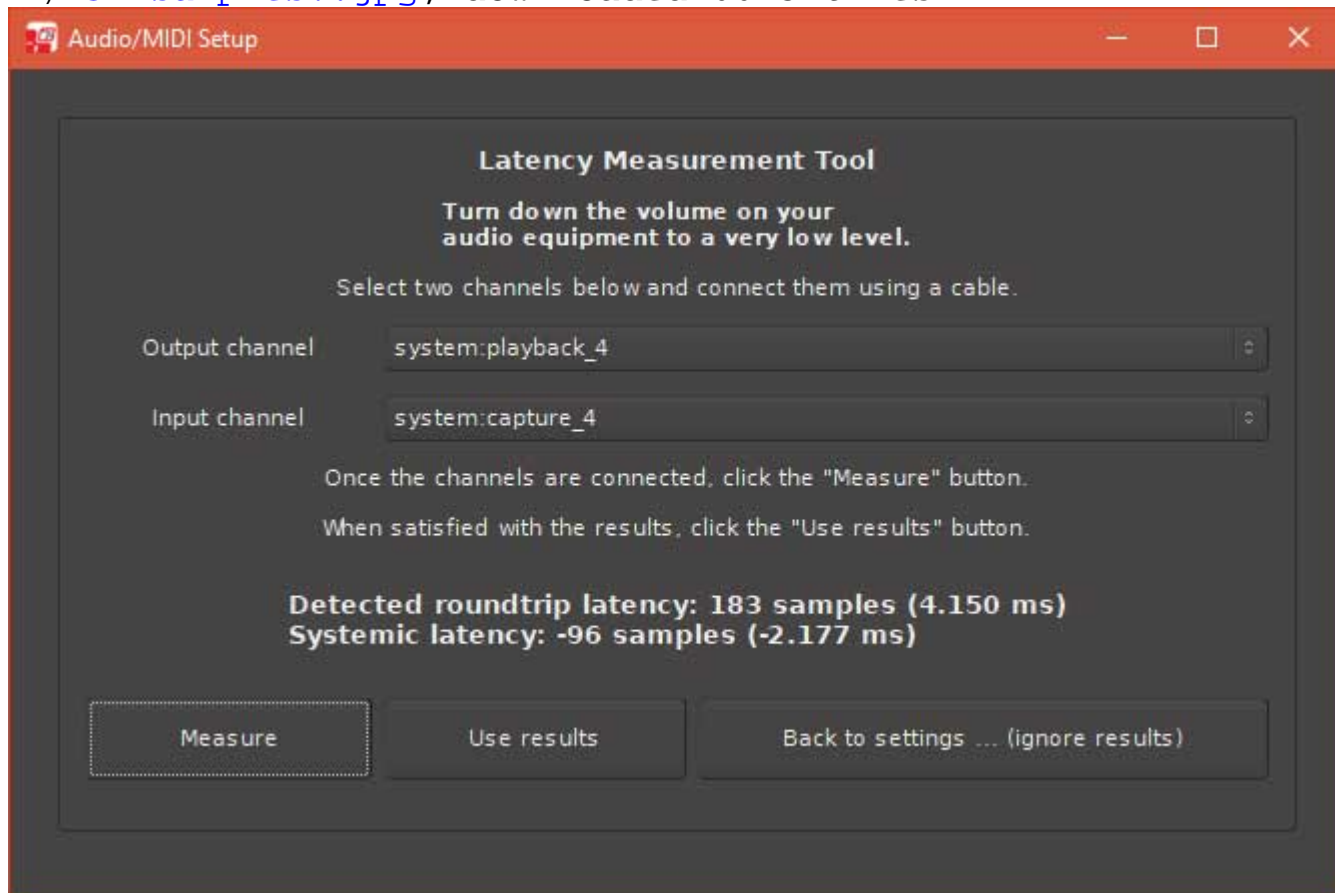 Audio/MIDI Setup
Latency Measurement Tool
Turn down the volume on your
audio equipment to a very low level.
Select two channels below and connect them using a cable.
Output channel system:playback_4
Input channel system:capture_4
Once the channels are connected, click the "Measure" button.
When satisfied with the results, click the "Use results" button.
Detected roundtrip latency: 183 samples (4.150 ms)
Systemic latency: -96 samples (-2.177 ms)
Measure Use results Back to settings ... (ignore results)